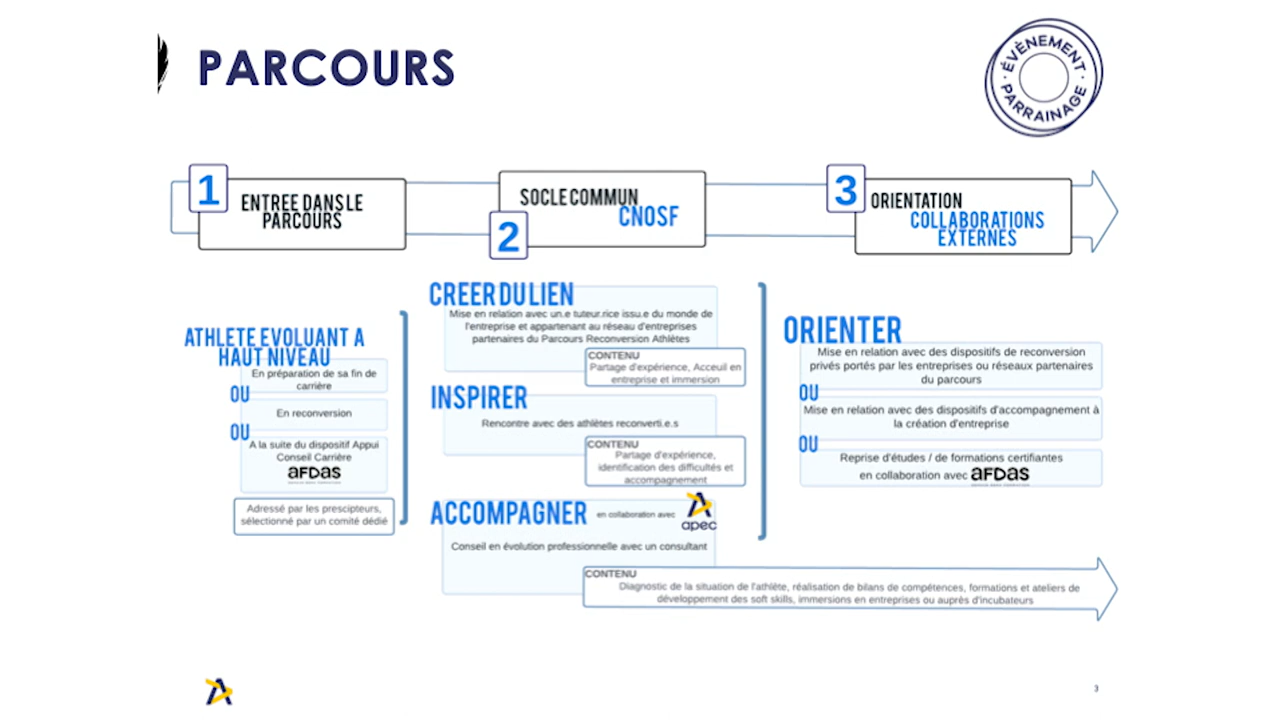 PARCOURS
· ÉVÈNEMENT ·
PARRAINAGE
1
ENTREE DANS LE
PARCOURS
2
SOCLE COMMUN
CNOSF
3
ORIENTATION
COLLABORATIONS
EXTERNES
ATHLETE EVOLUANT A
HAUT NIVEAU
En préparation de sa fin de
carrière
OU
En reconversion
OU
A la suite du dispositif Appui
Conseil Carrière
afdas
Adressé par les prescipteurs,
sélectionné par un comité dédié
CREER DU LIEN
Mise en relation avec un.e tuteur.rice issu.e du monde de
l'entreprise et appartenant au réseau d'entreprises
partenaires du Parcours Reconversion Athlètes
CONTENU
Partage d'expérience, Acceuil en
entreprise et immersion
INSPIRER
Rencontre avec des athlètes reconverti.e.s
CONTENU
Partage d'expérience,
identification des difficultés et
accompagnement
ACCOMPAGNER en collaboration avec
apec
Conseil en évolution professionnelle avec un consultant
CONTENU
Diagnostic de la situation de l'athlète, réalisation de bilans de compétences, formations et ateliers de
développement des soft skills, immersions en entreprises ou auprès d'incubateurs
ORIENTER
Mise en relation avec des dispositifs de reconversion
privés portés par les entreprises ou réseaux partenaires
du parcours
OU
Mise en relation avec des dispositifs d'accompagnement à
la création d'entreprise
OU
Reprise d'études / de formations certifiantes
en collaboration avec afdas
3